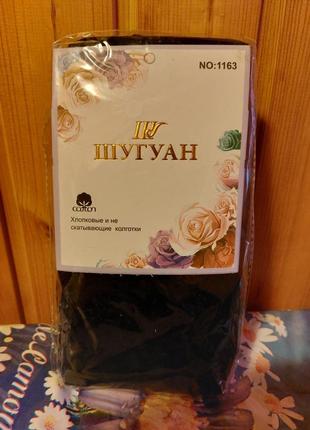 NO:1163
ШУГУАН
cotton
Хлопковые и не
скатывающие колготки